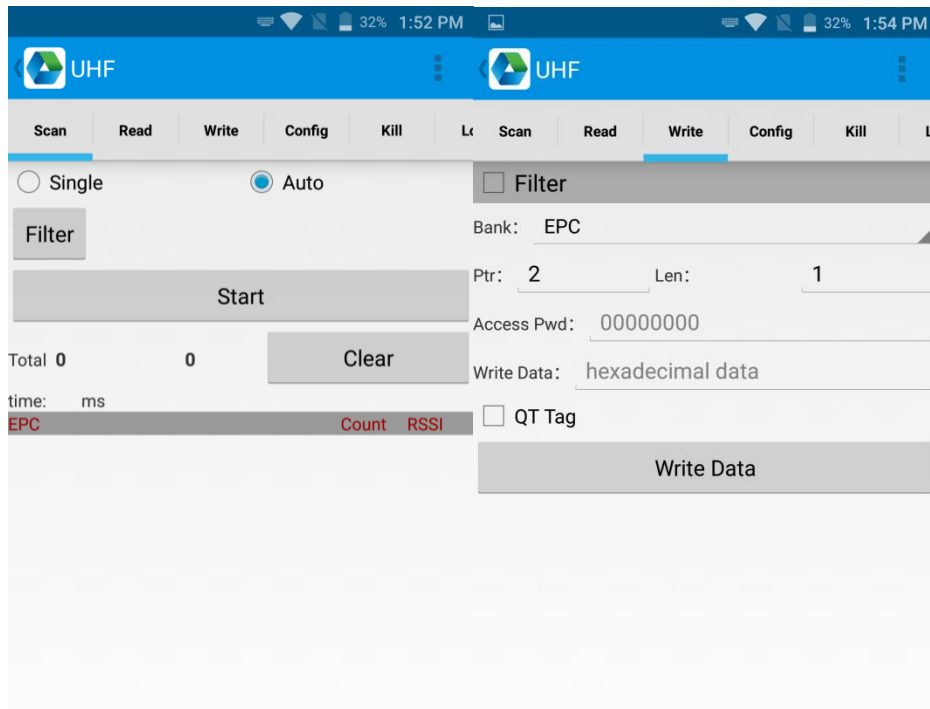 32% 1:52 PM
UHF
Scan Read Write Config Kill
Single Auto
Filter
Start
Total 0 0 Clear
time: ms
EPC Count RSSI
32% 1:54 PM
UHF
Scan Read Write Config Kill
Filter
Bank: EPC
Ptr: 2 Len: 1
Access Pwd: 00000000
Write Data: hexadecimal data
QT Tag
Write Data